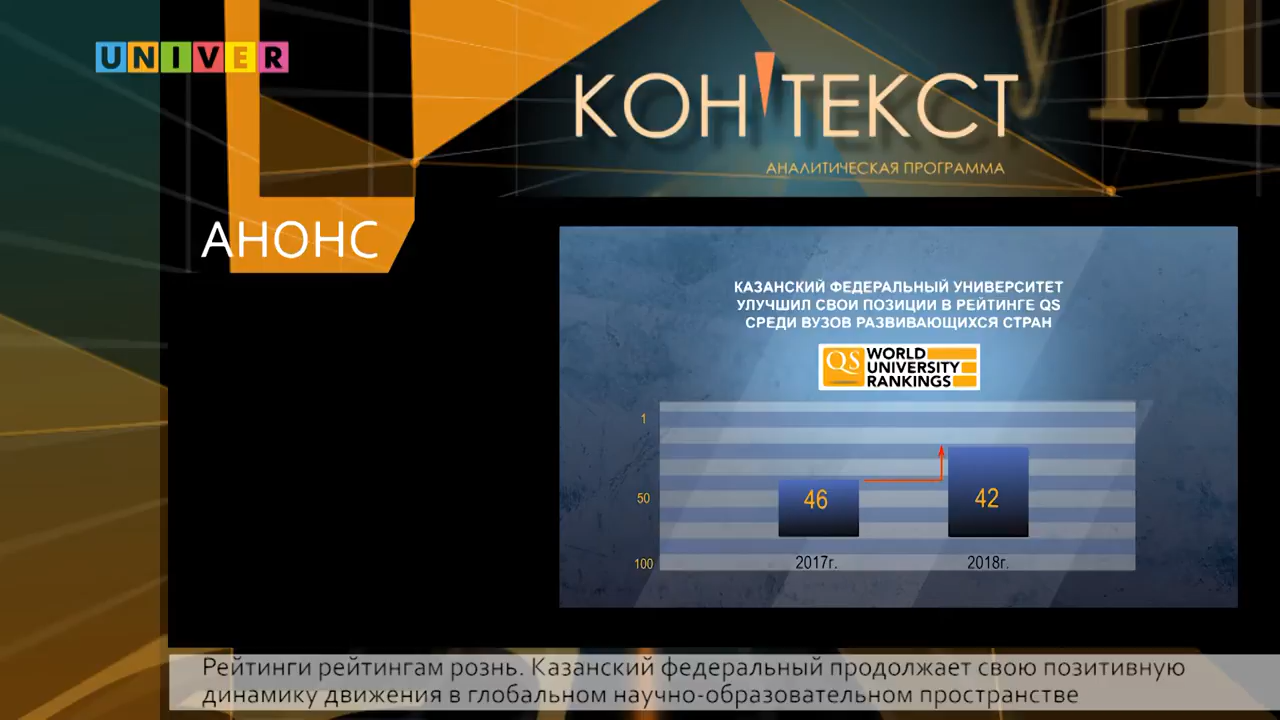 UNIVER
КОН'ТЕКСТ
АНАЛИТИЧЕСКАЯ ПРОГРАММА
АНОНС
КАЗАНСКИЙ ФЕДЕРАЛЬНЫЙ УНИВЕРСИТЕТ
УЛУЧШИЛ СВОИ ПОЗИЦИИ В РЕЙТИНГЕ QS
СРЕДИ ВУЗОВ РАЗВИВАЮЩИХСЯ СТРАН
QS WORLD
UNIVERSITY
RANKINGS
1
50
100
46
42
2017г.
2018г.
Рейтинги рейтингам рознь. Казанский федеральный продолжает свою позитивную
динамику движения в глобальном научно-образовательном пространстве